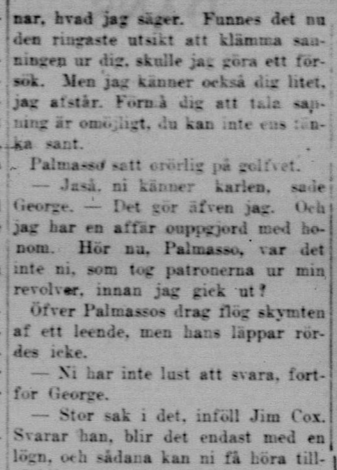 nar, hvad jag säger. Funnes det nu
den ringaste utsikt att klämma san-
ningen ur dig, skulle jag göra ett för-
sök. Men jag känner också dig litet,
jag afstår. Förmå dig att tala san-
ning är omöjligt, du kan inte ens tän-
ka sant.
Palmasso satt orörlig på golfvet.
— Jaså, ni känner karlen, sade
George. — Det gör äfven jag. Och
jag har en affär ouppgjord med ho-
nom. Hör nu, Palmasso, var det
inte ni, som tog patronerna ur min
revolver, innan jag gick ut?
Öfver Palmassos drag flög skymten
af ett leende, men hans läppar rör-
des icke.
— Ni har inte lust att svara, fort-
for George.
— Stor sak i det, inföll Jim Cox.
Svarar han, blir det endast med en
lögn, och sådana kan ni få höra till-